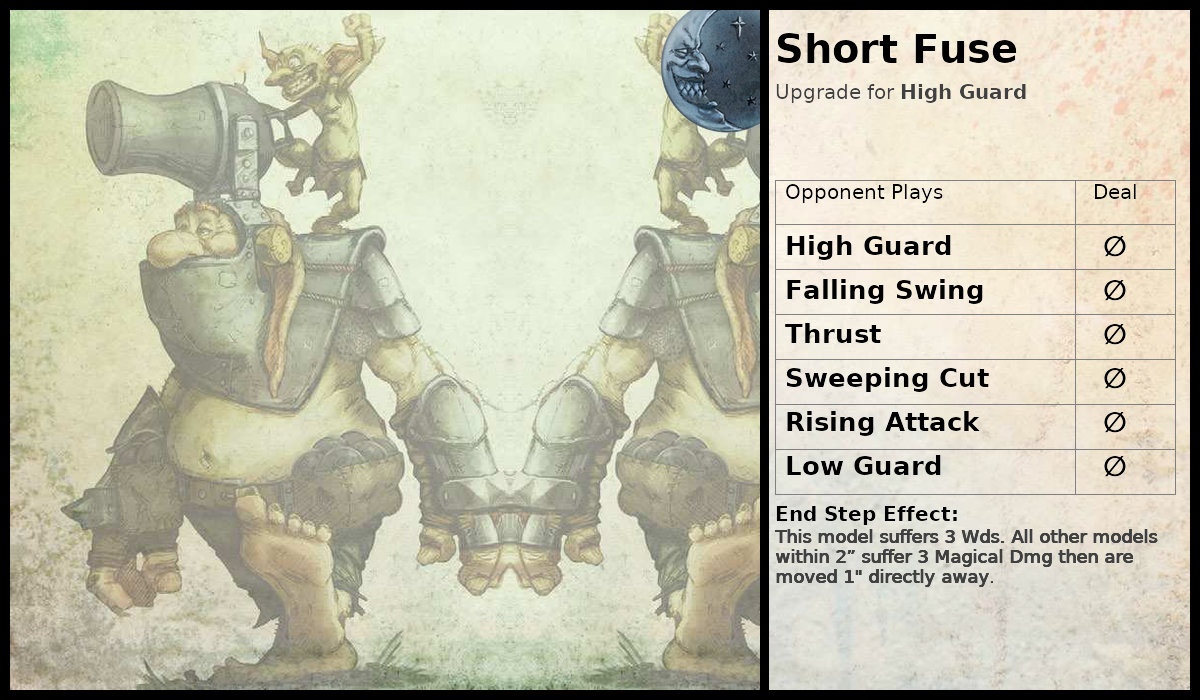 Short Fuse
Upgrade for High Guard
Opponent Plays Deal
High Guard ∅
Falling Swing ∅
Thrust ∅
Sweeping Cut ∅
Rising Attack ∅
Low Guard ∅
End Step Effect:
This model suffers 3 Wds. All other models
within 2” suffer 3 Magical Dmg then are
moved 1" directly away.